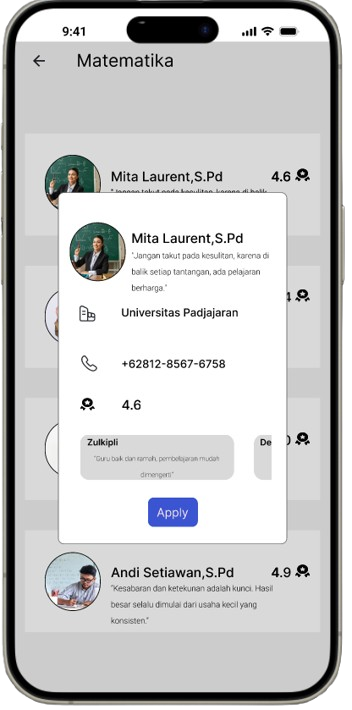 9:41
Matematika
Mita Laurent,S.Pd 4.6
"Jangan takut pada kesulitan, karena di balik
Mita Laurent,S.Pd
"Jangan takut pada kesulitan, karena di
balik setiap tantangan, ada pelajaran
berharga."
Universitas Padjajaran
+62812-8567-6758
4.6
Zulkipli
De
"Guru baik dan ramah, pembelajaran mudah
dimengerti"
Apply
Andi Setiawan,S.Pd 4.9
"Kesabaran dan ketekunan adalah kunci. Hasil
besar selalu dimulai dari usaha kecil yang
konsisten."